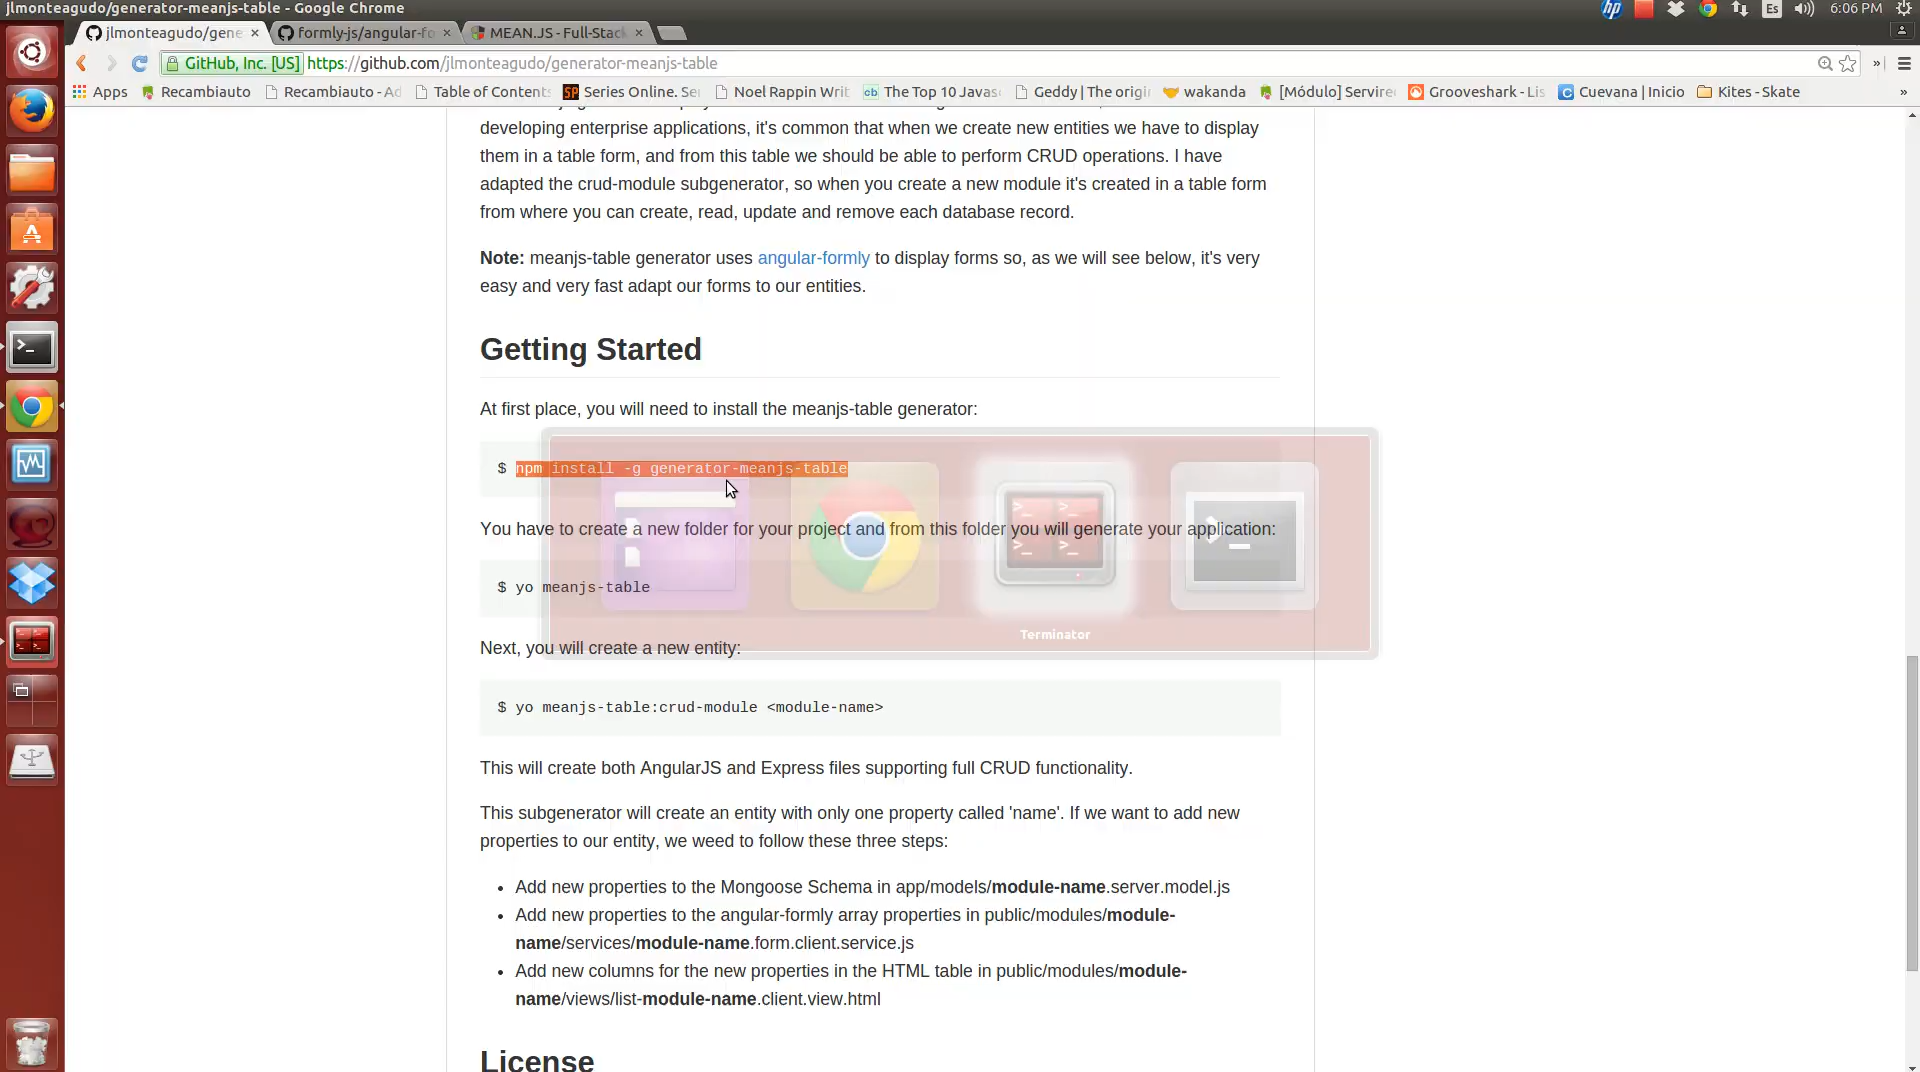 jlmonteagudo/generator-meanjs-table - Google Chrome
Es
6:06 PM
jlmonteagudo/gene
formly-js/angular-fo
MEAN.JS - Full-Stack
GitHub, Inc. [US]
https://github.com/jlmonteagudo/generator-meanjs-table
Apps
Recambiauto
Recambiauto - Ad
Table of Contents
Series Online. Se
Noel Rappin Writ
The Top 10 Javas
Geddy | The origi
wakanda
[Módulo] Servire
Grooveshark - Lis
Cuevana | Inicio
Kites - Skate
developing enterprise applications, it's common that when we create new entities we have to display
them in a table form, and from this table we should be able to perform CRUD operations. I have
adapted the crud-module subgenerator, so when you create a new module it's created in a table form
from where you can create, read, update and remove each database record.
Note: meanjs-table generator uses angular-formly to display forms so, as we will see below, it's very
easy and very fast adapt our forms to our entities.
Getting Started
At first place, you will need to install the meanjs-table generator:
$ npm install -g generator-meanjs-table
You have to create a new folder for your project and from this folder you will generate your application:
$ yo meanjs-table
Terminator
Next, you will create a new entity:
$ yo meanjs-table:crud-module <module-name>
This will create both AngularJS and Express files supporting full CRUD functionality.
This subgenerator will create an entity with only one property called 'name'. If we want to add new
properties to our entity, we weed to follow these three steps:
• Add new properties to the Mongoose Schema in app/models/module-name.server.model.js
• Add new properties to the angular-formly array properties in public/modules/module-
name/services/module-name.form.client.service.js
• Add new columns for the new properties in the HTML table in public/modules/module-
name/views/list-module-name.client.view.html
License